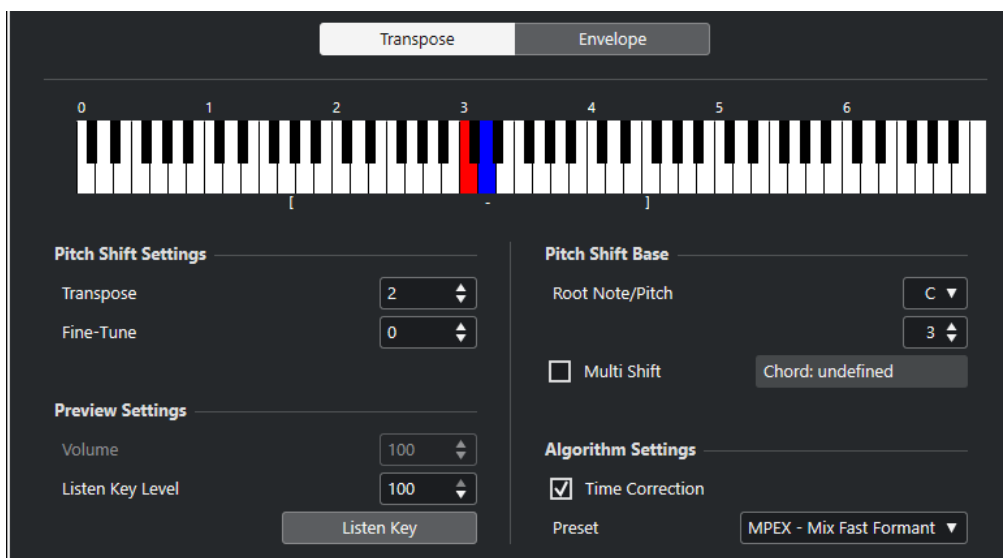 Transpose Envelope
0 1 2 3 4 5 6
[ - ]
Pitch Shift Settings
Transpose 2
Fine-Tune 0
Preview Settings
Volume 100
Listen Key Level 100
Listen Key
Pitch Shift Base
Root Note/Pitch C
3
Multi Shift Chord: undefined
Algorithm Settings
Time Correction
Preset MPEX - Mix Fast Formant